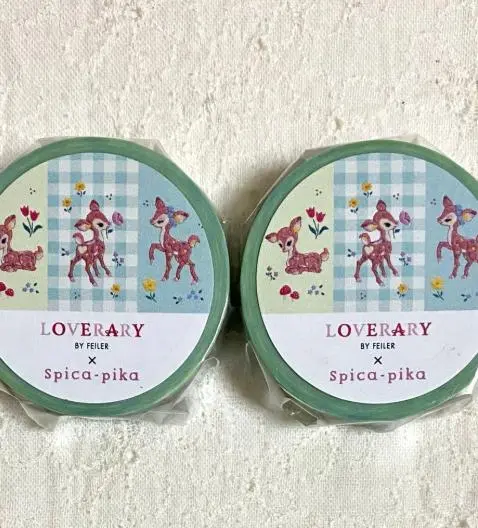 LOVERARY
BY FEILER
×
Spica-pika
LOVERARY
BY FEILER
×
Spica-pika